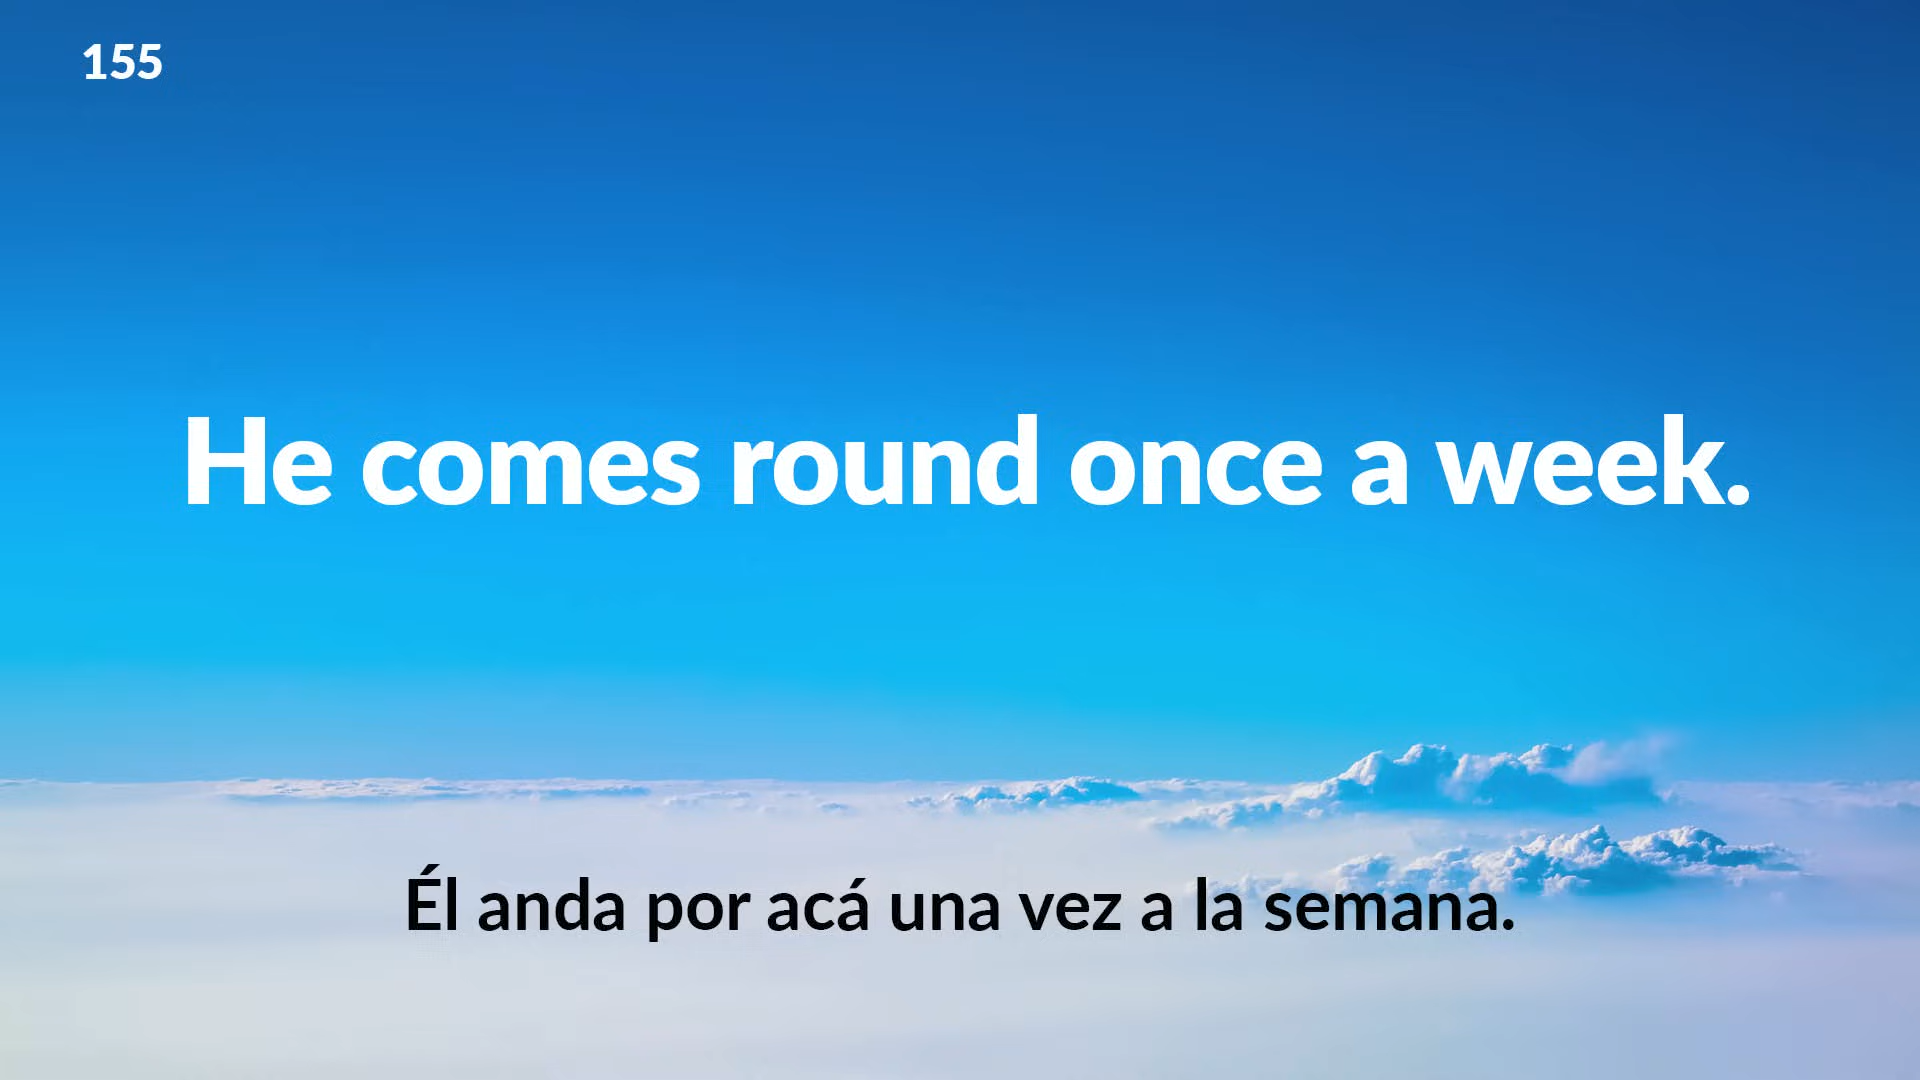 155
He comes round once a week.
Él anda por acá una vez a la semana.